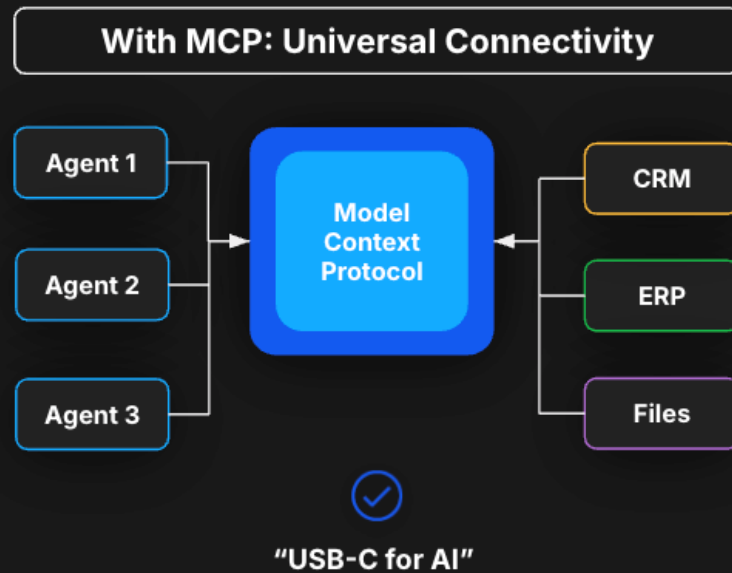 With MCP: Universal Connectivity
Agent 1
Agent 2
Agent 3
Model
Context
Protocol
CRM
ERP
Files
“USB-C for AI”